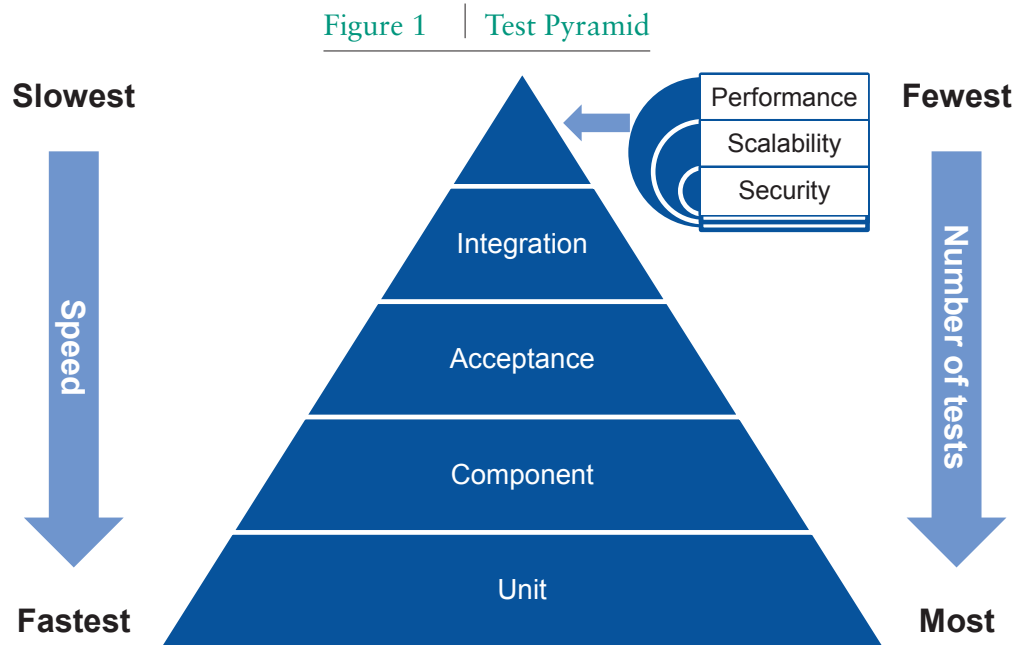 Figure 1 | Test Pyramid
Slowest
Fewest
Performance
Scalability
Security
Integration
Acceptance
Component
Unit
Speed
Number of tests
Fastest
Most